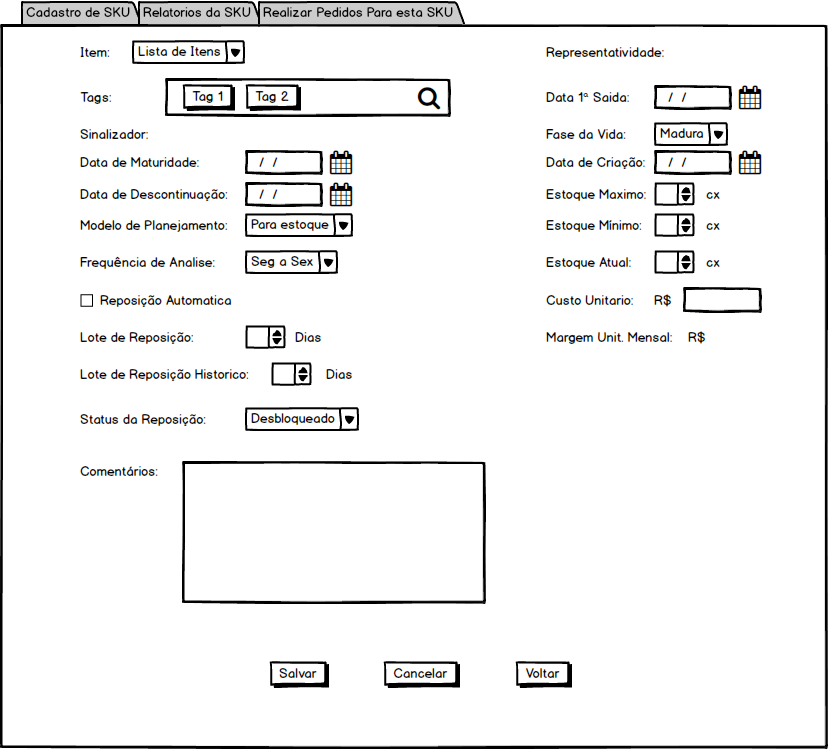 Cadastro de SKU Relatorios da SKU Realizar Pedidos Para esta SKU
Item: Lista de Itens Representatividade:
Tags: Tag 1 Tag 2 Data 1ª Saida: / /
Sinalizador: Fase da Vida: Madura
Data de Maturidade: / / Data de Criação: / /
Data de Descontinuação: / / Estoque Maximo: cx
Modelo de Planejamento: Para estoque Estoque Mínimo: cx
Frequência de Analise: Seg a Sex Estoque Atual: cx
Reposição Automatica Custo Unitario: R$
Lote de Reposição: Dias Margem Unit. Mensal: R$
Lote de Reposição Historico: Dias
Status da Reposição: Desbloqueado
Comentários:
Salvar Cancelar Voltar